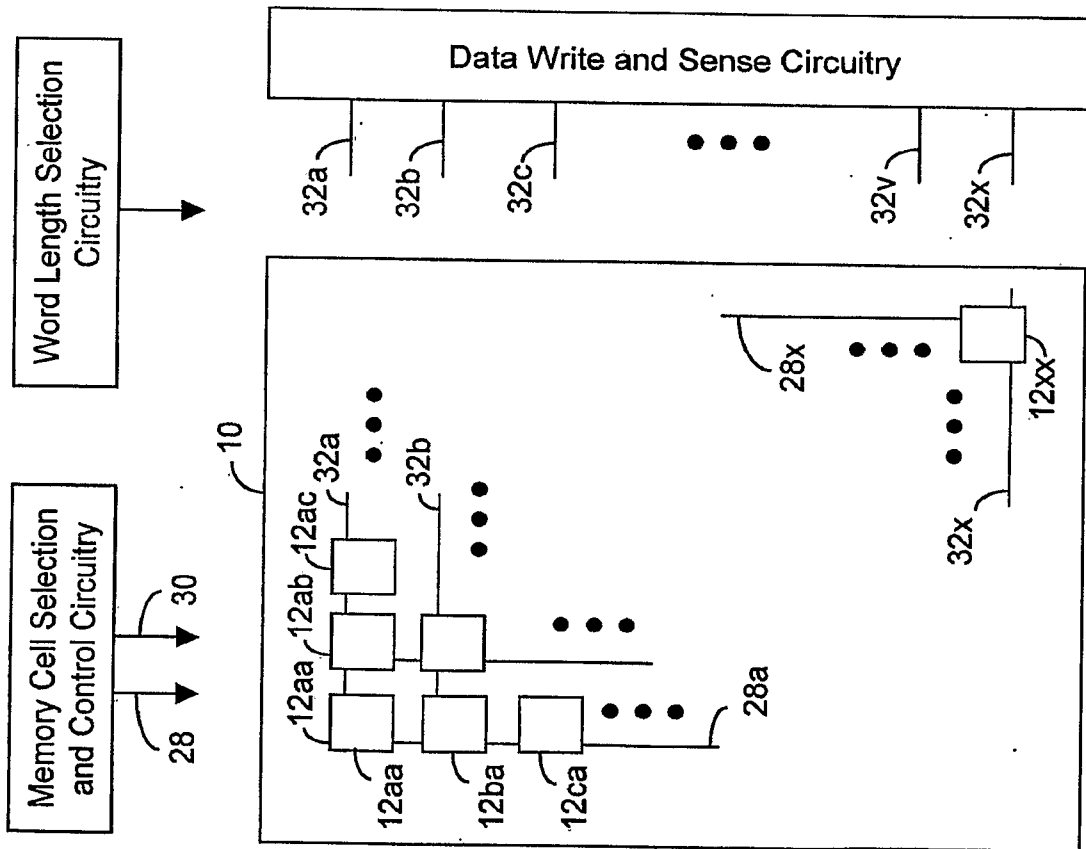 Memory Cell Selection
and Control Circuitry
Word Length Selection
Circuitry
28
30
10
12aa
12ab
12ac
32a
32b
12aa
12ba
12ca
28a
28x
32x
12xx
32a
32b
32c
32v
32x
Data Write and Sense Circuitry